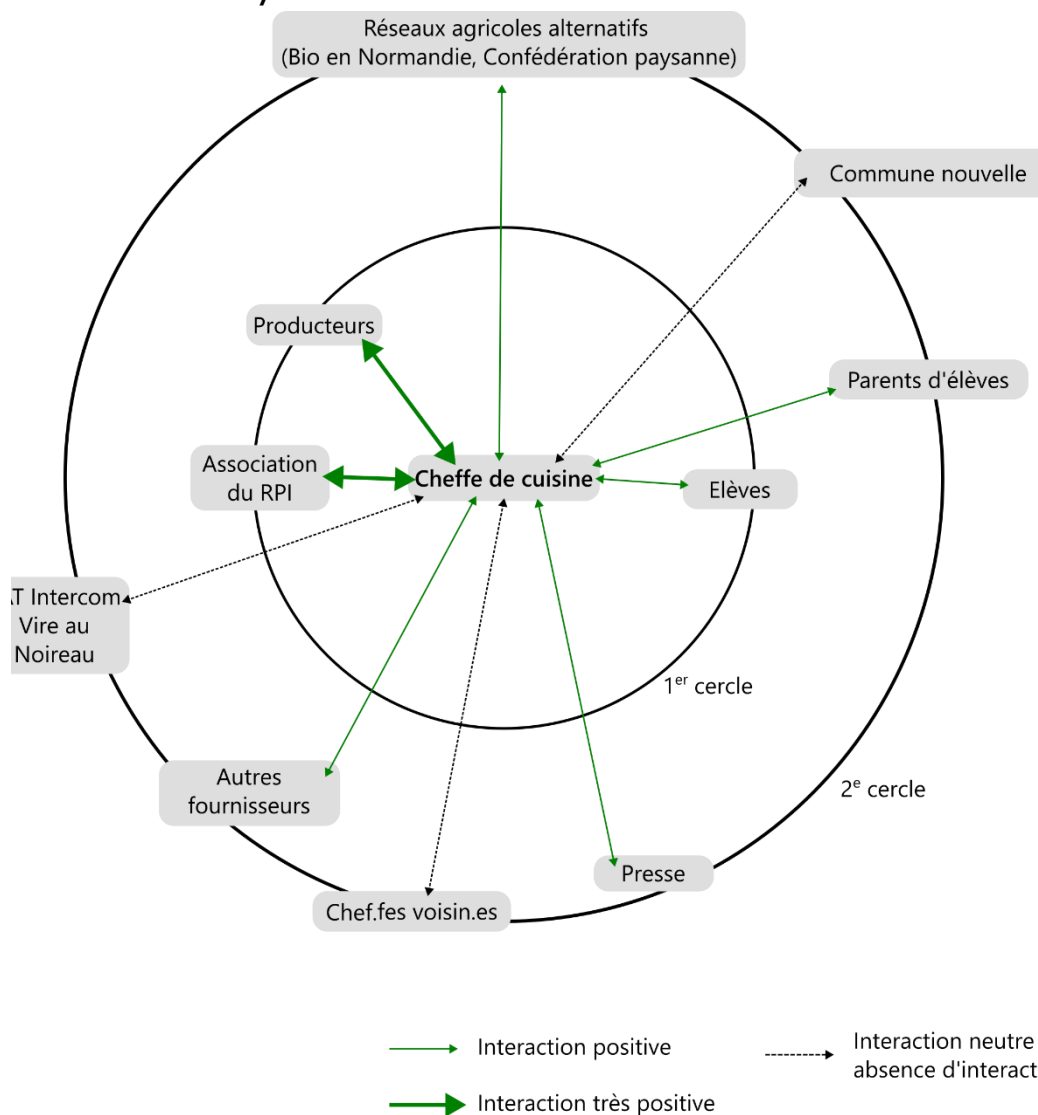 Réseaux agricoles alternatifs
(Bio en Normandie, Confédération paysanne)
Commune nouvelle
Producteurs
Parents d'élèves
Association
du RPI
Cheffe de cuisine
Elèves
Intercom
Vire au
Noireau
1er cercle
Autres
fournisseurs
2e cercle
Presse
Chef.fes voisin.es
Interaction positive
Interaction neutre
absence d'interact
Interaction très positive